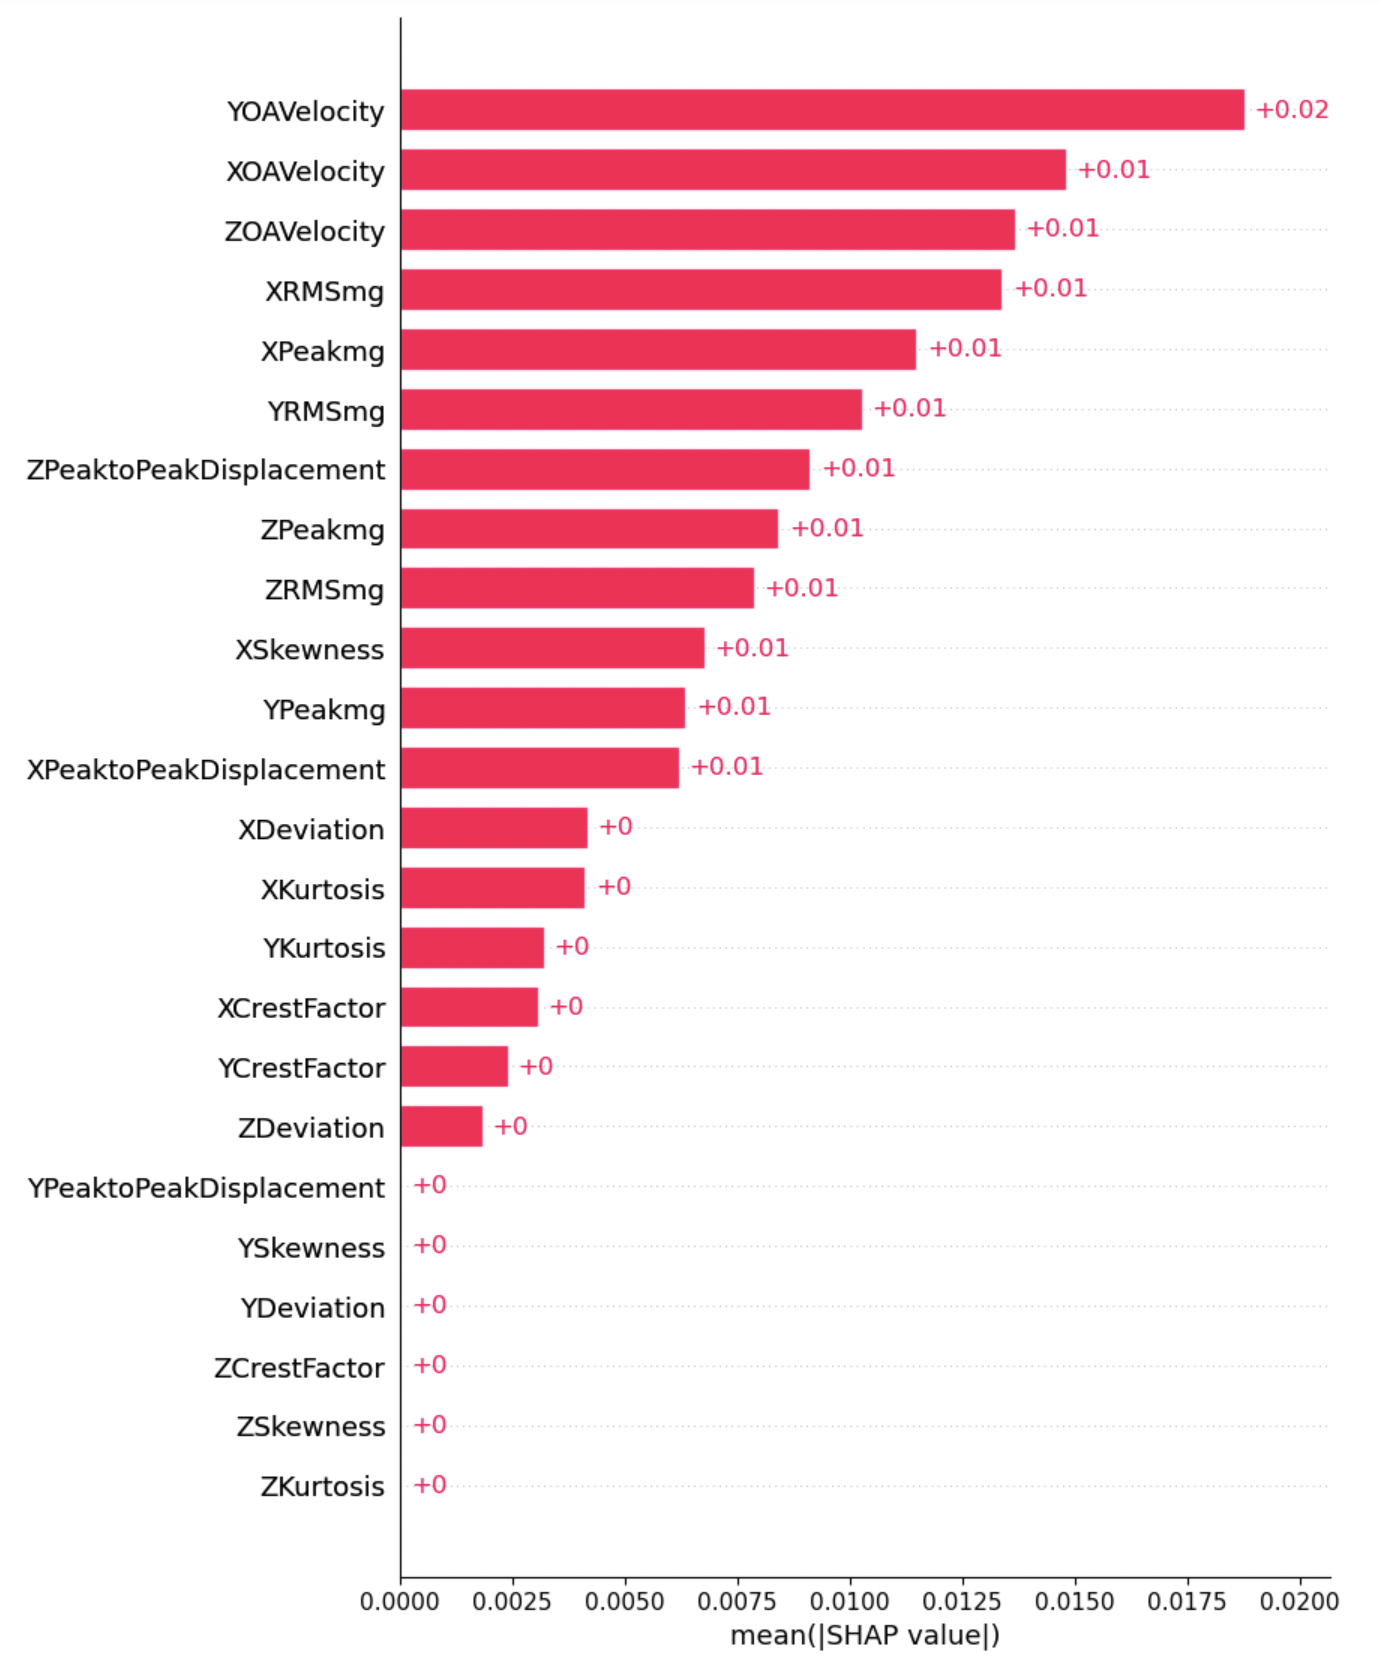 YOAVelocity +0.02
XOAVelocity +0.01
ZOAVelocity +0.01
XRMSmg +0.01
XPeakmg +0.01
YRMSmg +0.01
ZPeaktoPeakDisplacement +0.01
ZPeakmg +0.01
ZRMSmg +0.01
XSkewness +0.01
YPeakmg +0.01
XPeaktoPeakDisplacement +0.01
XDeviation +0
XKurtosis +0
YKurtosis +0
XCrestFactor +0
YCrestFactor +0
ZDeviation +0
YPeaktoPeakDisplacement +0
YSkewness +0
YDeviation +0
ZCrestFactor +0
ZSkewness +0
ZKurtosis +0
0.0000 0.0025 0.0050 0.0075 0.0100 0.0125 0.0150 0.0175 0.0200
mean(|SHAP value|)